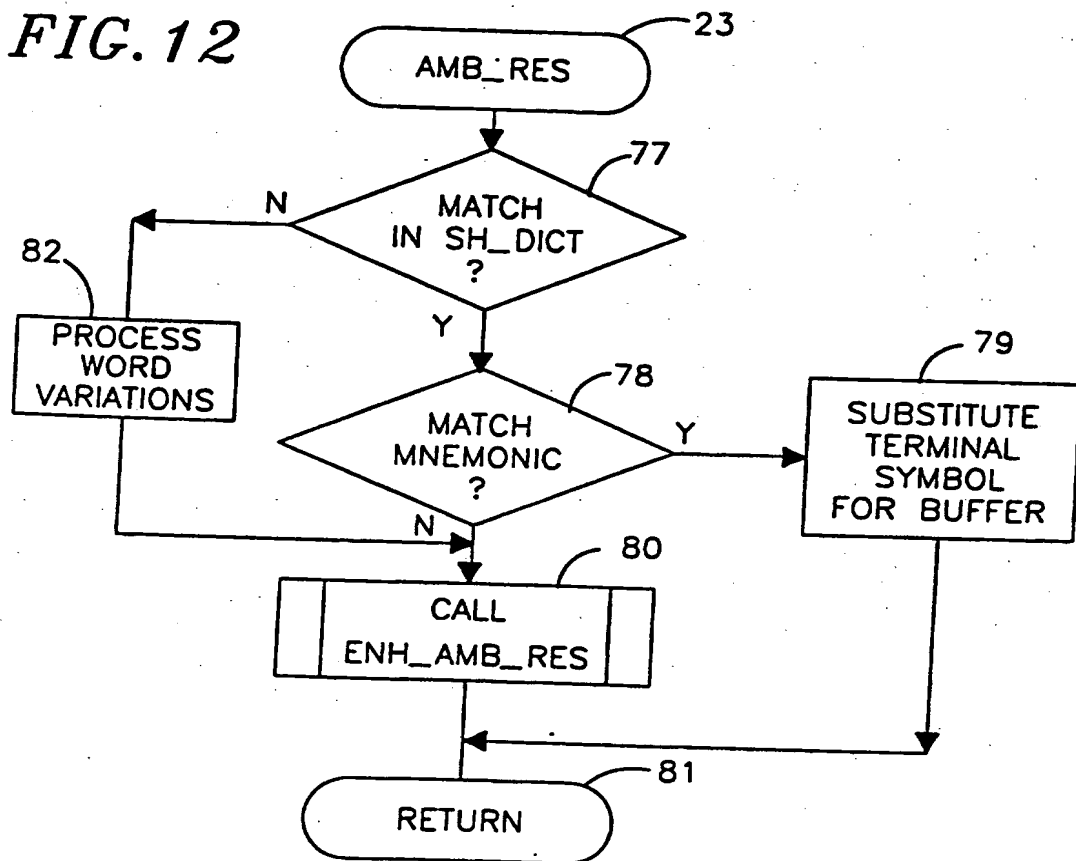 FIG. 12
23
AMB_RES
77
N
MATCH
IN SH_DICT
?
82
PROCESS
WORD
VARIATIONS
Y
78
MATCH
MNEMONIC
?
Y
79
SUBSTITUTE
TERMINAL
SYMBOL
FOR BUFFER
N
80
CALL
ENH_AMB_RES
81
RETURN